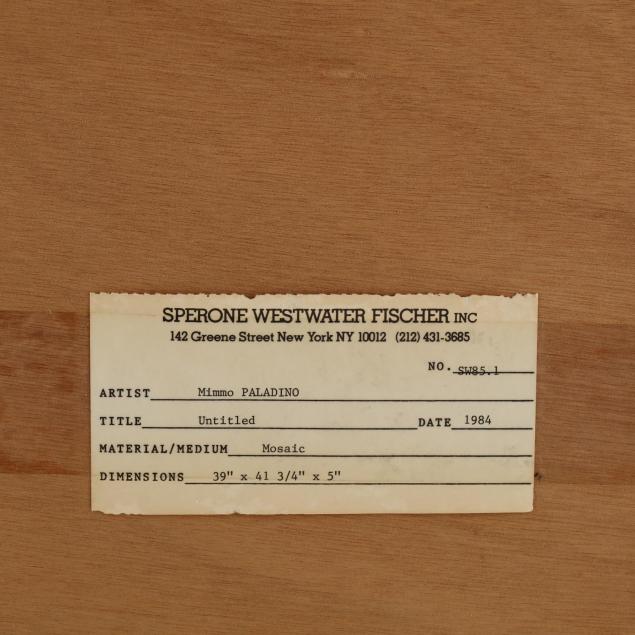 SPERONE WESTWATER FISCHER INC
142 Greene Street New York NY 10012 (212) 431-3685
NO. SW85.1
ARTIST Mimmo PALADINO
TITLE Untitled DATE 1984
MATERIAL/MEDIUM Mosaic
DIMENSIONS 39" x 41 3/4" x 5"